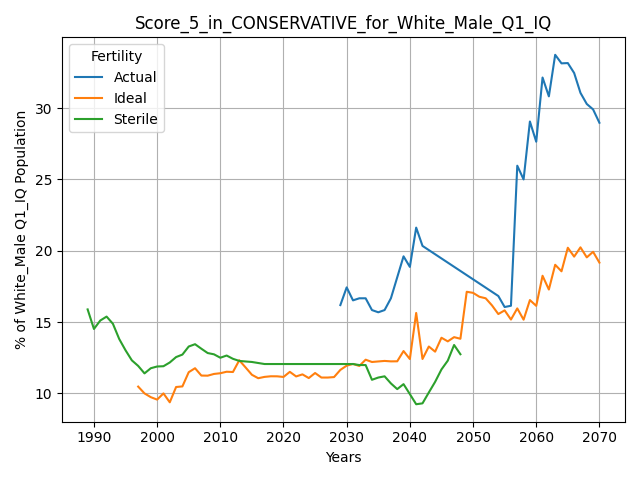 Score_5_in_CONSERVATIVE_for_White_Male_Q1_IQ
Fertility
Actual
Ideal
Sterile
% of White_Male Q1_IQ Population
30
25
20
15
10
1990
2000
2010
2020
2030
2040
2050
2060
2070
Years